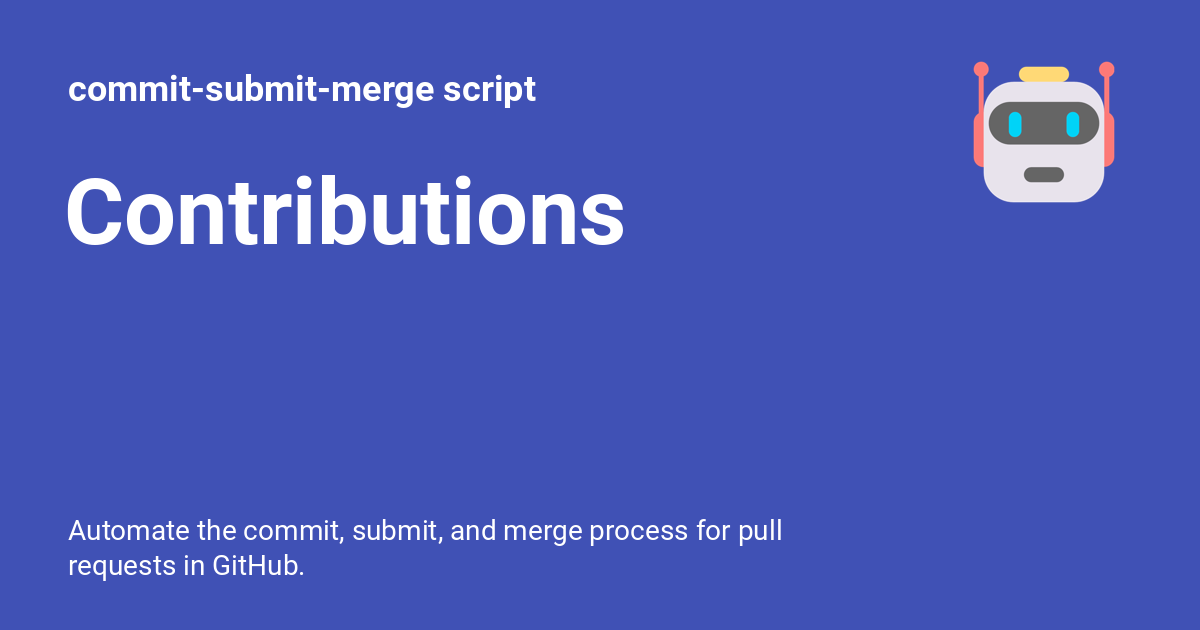 commit-submit-merge script
Contributions
Automate the commit, submit, and merge process for pull
requests in GitHub.